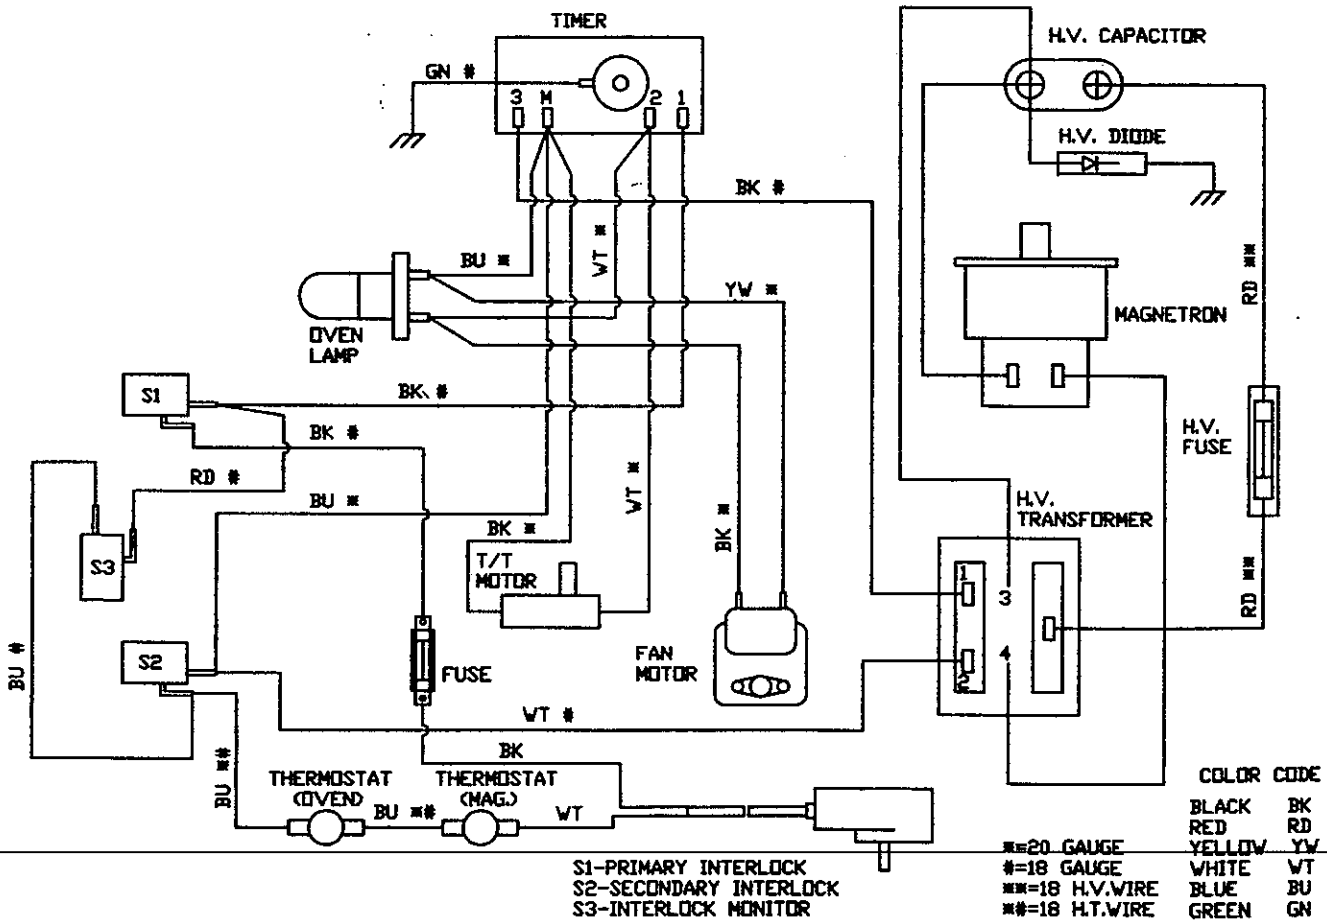 TIMER
H.V. CAPACITOR
GN #
3 M 2 1
H.V. DIODE
BK #
BU *
WT *
YW *
RD **
MAGNETRON
OVEN
LAMP
S1
BK #
BK #
H.V.
FUSE
RD #
WT *
BU *
BK *
BK *
H.V.
TRANSFORMER
S3
T/T
MOTOR
1
3
RD **
BU #
S2
FUSE
FAN
MOTOR
4
2
WT #
BK
BU *#
THERMOSTAT
(OVEN)
THERMOSTAT
(MAG.)
BU *#
WT
COLOR CODE
BLACK BK
RED RD
*=20 GAUGE YELLOW YW
S1-PRIMARY INTERLOCK #=18 GAUGE WHITE WT
S2-SECONDARY INTERLOCK **=18 H.V.WIRE BLUE BU
S3-INTERLOCK MONITOR *#=18 H.T.WIRE GREEN GN